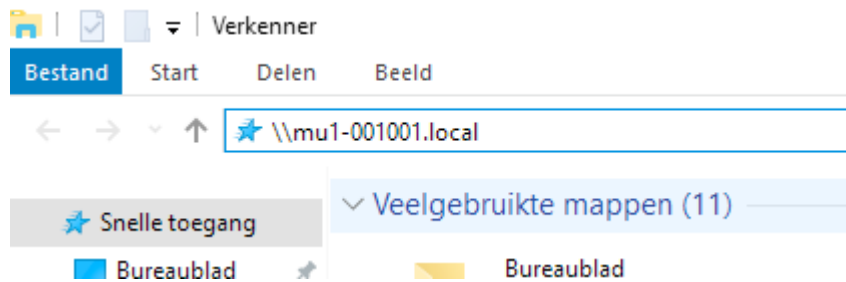 Verkenner
Bestand Start Delen Beeld
\\mu1-001001.local
Snelle toegang
Veelgebruikte mappen (11)
Bureaublad
Bureaublad